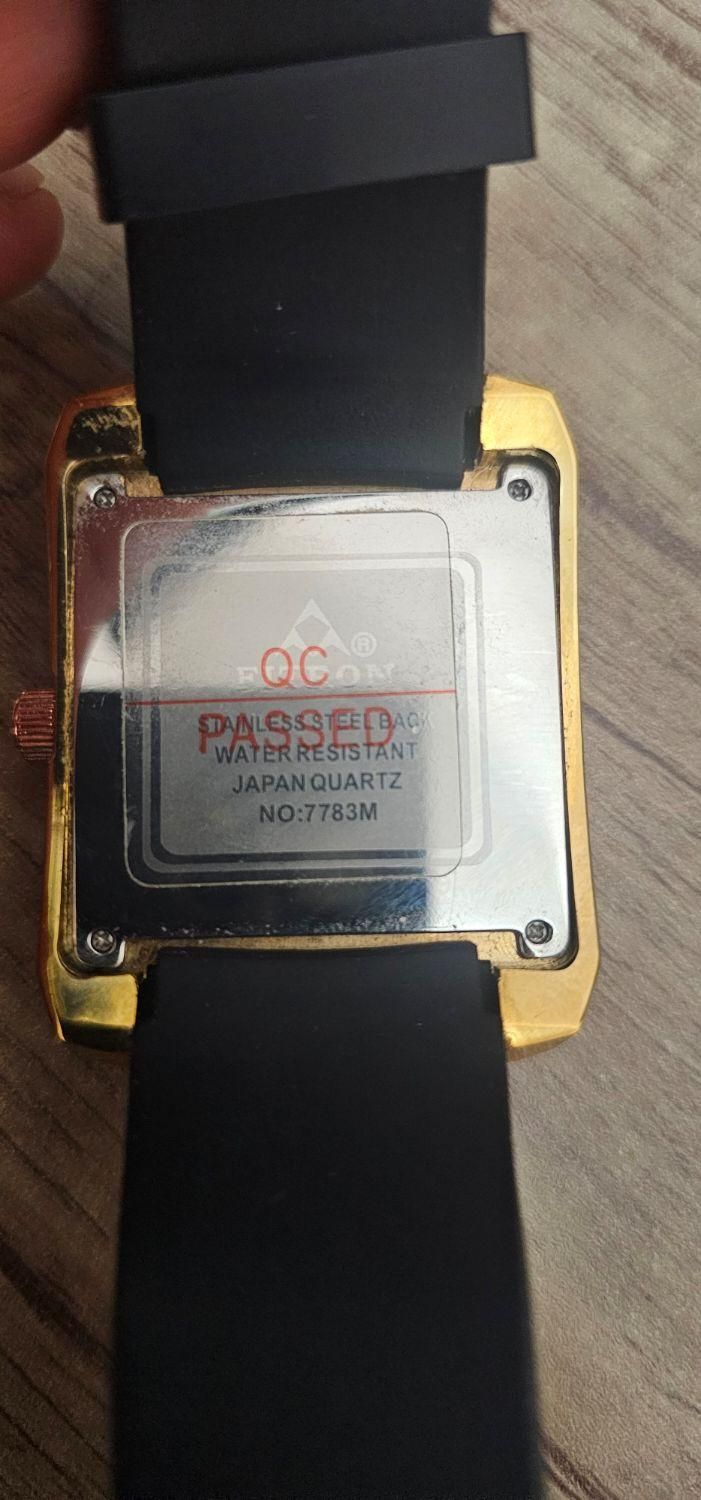 ®
QC
STAINLESS STEEL BACK
PASSED
WATER RESISTANT
JAPAN QUARTZ
NO:7783M